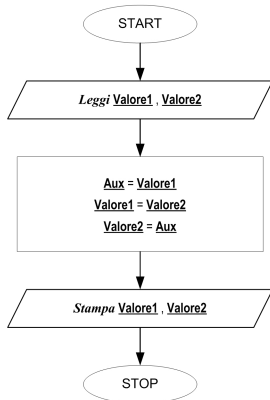 START
Leggi Valore1 , Valore2
Aux = Valore1
Valore1 = Valore2
Valore2 = Aux
Stampa Valore1 , Valore2
STOP